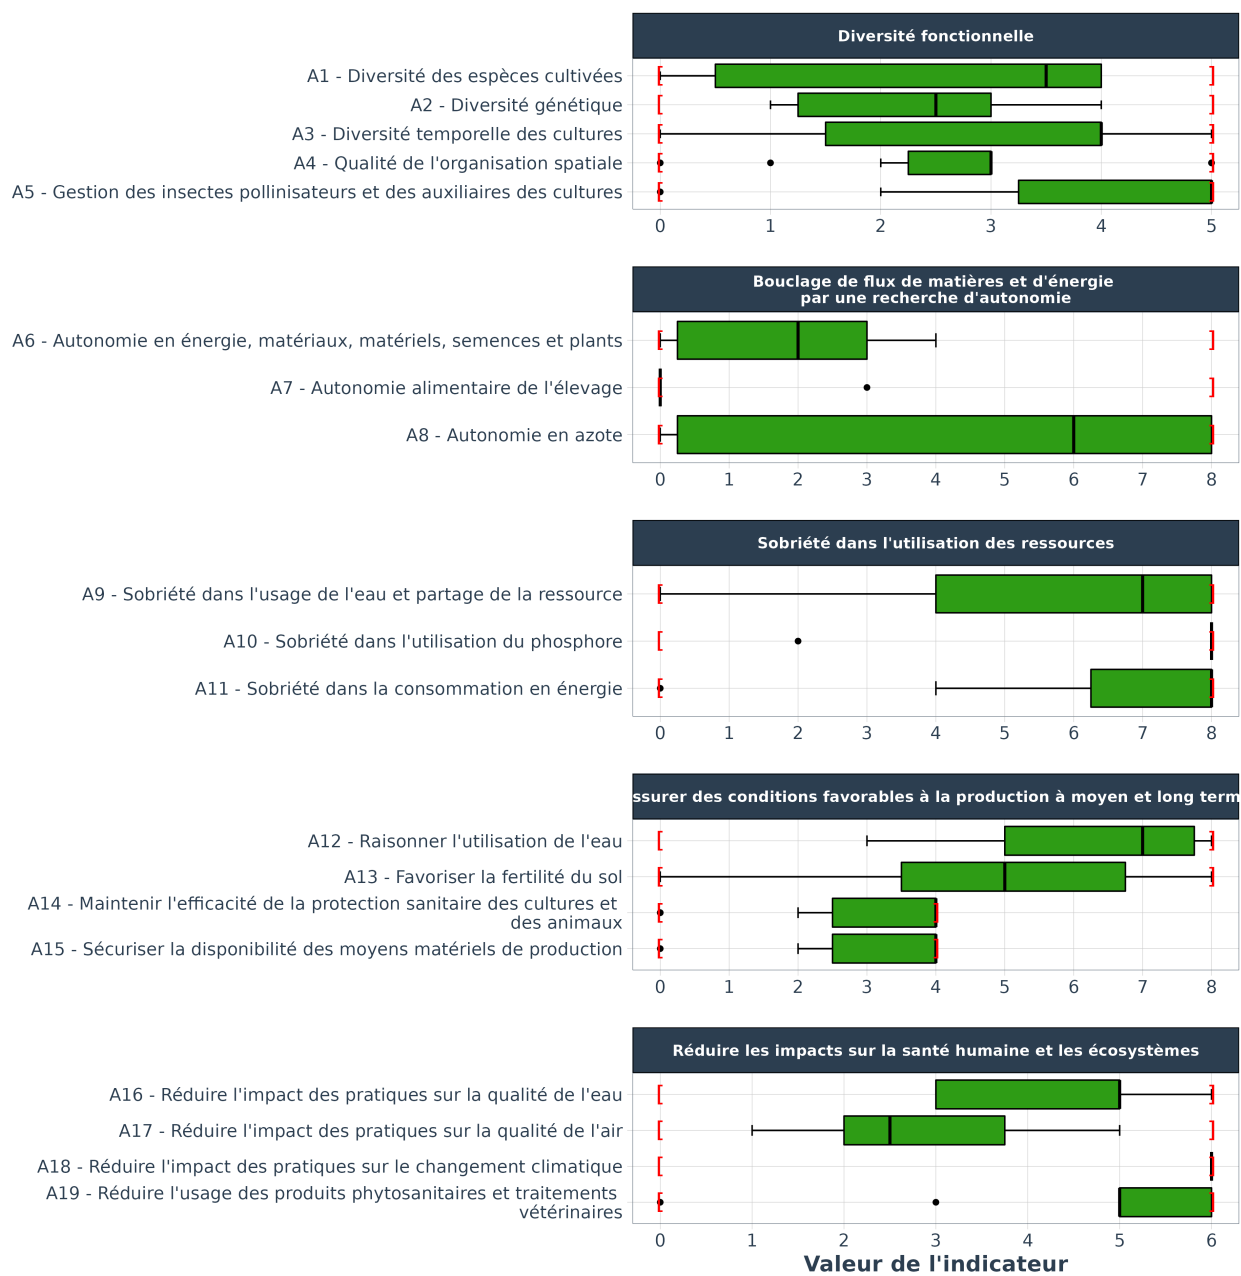 Diversité fonctionnelle
A1 - Diversité des espèces cultivées
A2 - Diversité génétique
A3 - Diversité temporelle des cultures
A4 - Qualité de l'organisation spatiale
A5 - Gestion des insectes pollinisateurs et des auxiliaires des cultures
0 1 2 3 4 5
Bouclage de flux de matières et d'énergie
par une recherche d'autonomie
A6 - Autonomie en énergie, matériaux, matériels, semences et plants
A7 - Autonomie alimentaire de l'élevage
A8 - Autonomie en azote
0 1 2 3 4 5 6 7 8
Sobriété dans l'utilisation des ressources
A9 - Sobriété dans l'usage de l'eau et partage de la ressource
A10 - Sobriété dans l'utilisation du phosphore
A11 - Sobriété dans la consommation en énergie
0 1 2 3 4 5 6 7 8
ssurer des conditions favorables à la production à moyen et long term
A12 - Raisonner l'utilisation de l'eau
A13 - Favoriser la fertilité du sol
A14 - Maintenir l'efficacité de la protection sanitaire des cultures et
des animaux
A15 - Sécuriser la disponibilité des moyens matériels de production
0 1 2 3 4 5 6 7 8
Réduire les impacts sur la santé humaine et les écosystèmes
A16 - Réduire l'impact des pratiques sur la qualité de l'eau
A17 - Réduire l'impact des pratiques sur la qualité de l'air
A18 - Réduire l'impact des pratiques sur le changement climatique
A19 - Réduire l'usage des produits phytosanitaires et traitements
vétérinaires
0 1 2 3 4 5 6
Valeur de l'indicateur